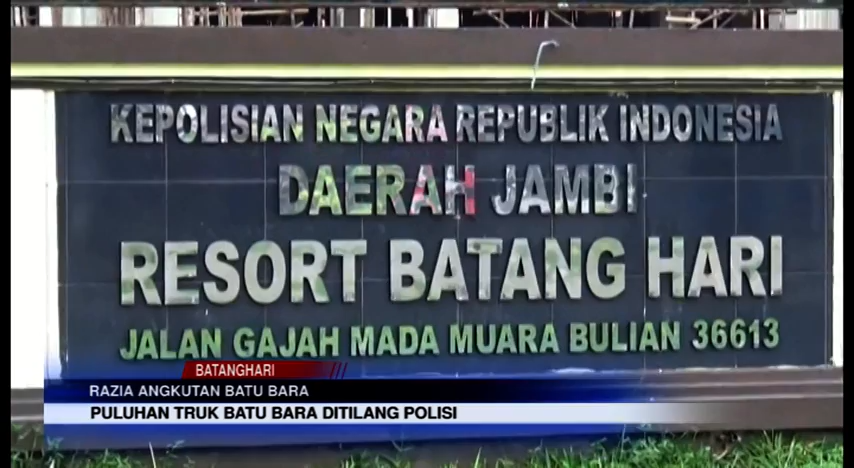 KEPOLISIAN NEGARA REPUBLIK INDONESIA
DAERAH JAMBI
RESORT BATANG HARI
JALAN GAJAH MADA MUARA BULIAN 36613
BATANGHARI
RAZIA ANGKUTAN BATU BARA
PULUHAN TRUK BATU BARA DITILANG POLISI